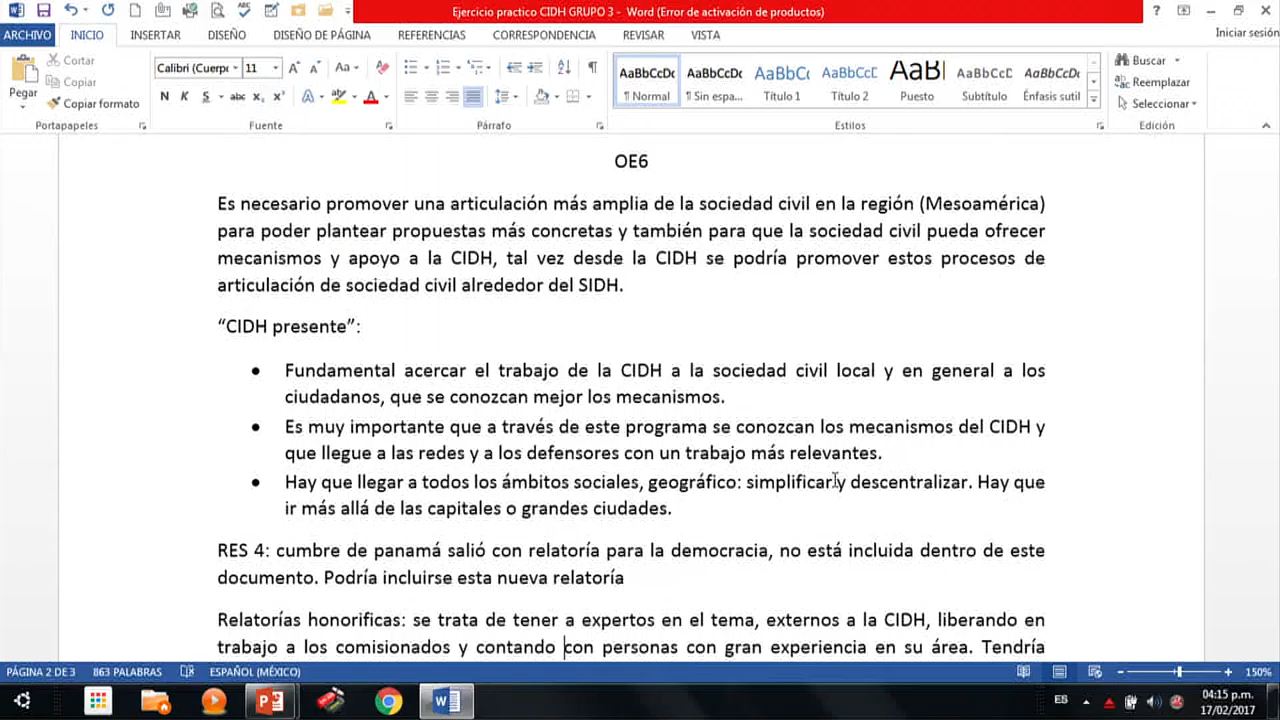 Ejercicio practico CIDH GRUPO 3 - Word (Error de activación de productos)
ARCHIVO INICIO INSERTAR DISEÑO DISEÑO DE PÁGINA REFERENCIAS CORRESPONDENCIA REVISAR VISTA Iniciar sesión
Pegar
Cortar
Copiar
Copiar formato
Portapapeles
Calibri (Cuerpo 11
N K S abc x₂ x²
Fuente
Párrafo
AaBbCcDc AaBbCcDc AaBbCc AaBbCcD AaB AaBbCcD AaBbCcDc
¶ Normal ¶ Sin espa... Título 1 Título 2 Puesto Subtítulo Énfasis sutil
Estilos
Buscar
Reemplazar
Seleccionar
Edición
OE6
Es necesario promover una articulación más amplia de la sociedad civil en la región (Mesoamérica)
para poder plantear propuestas más concretas y también para que la sociedad civil pueda ofrecer
mecanismos y apoyo a la CIDH, tal vez desde la CIDH se podría promover estos procesos de
articulación de sociedad civil alrededor del SIDH.
“CIDH presente”:
• Fundamental acercar el trabajo de la CIDH a la sociedad civil local y en general a los
ciudadanos, que se conozcan mejor los mecanismos.
• Es muy importante que a través de este programa se conozcan los mecanismos del CIDH y
que llegue a las redes y a los defensores con un trabajo más relevantes.
• Hay que llegar a todos los ámbitos sociales, geográfico: simplificar y descentralizar. Hay que
ir más allá de las capitales o grandes ciudades.
RES 4: cumbre de panamá salió con relatoría para la democracia, no está incluida dentro de este
documento. Podría incluirse esta nueva relatoría
Relatorías honorificas: se trata de tener a expertos en el tema, externos a la CIDH, liberando en
trabajo a los comisionados y contando con personas con gran experiencia en su área. Tendría
PÁGINA 2 DE 3 863 PALABRAS ESPAÑOL (MÉXICO) 150%
ES 04:15 p.m.
17/02/2017